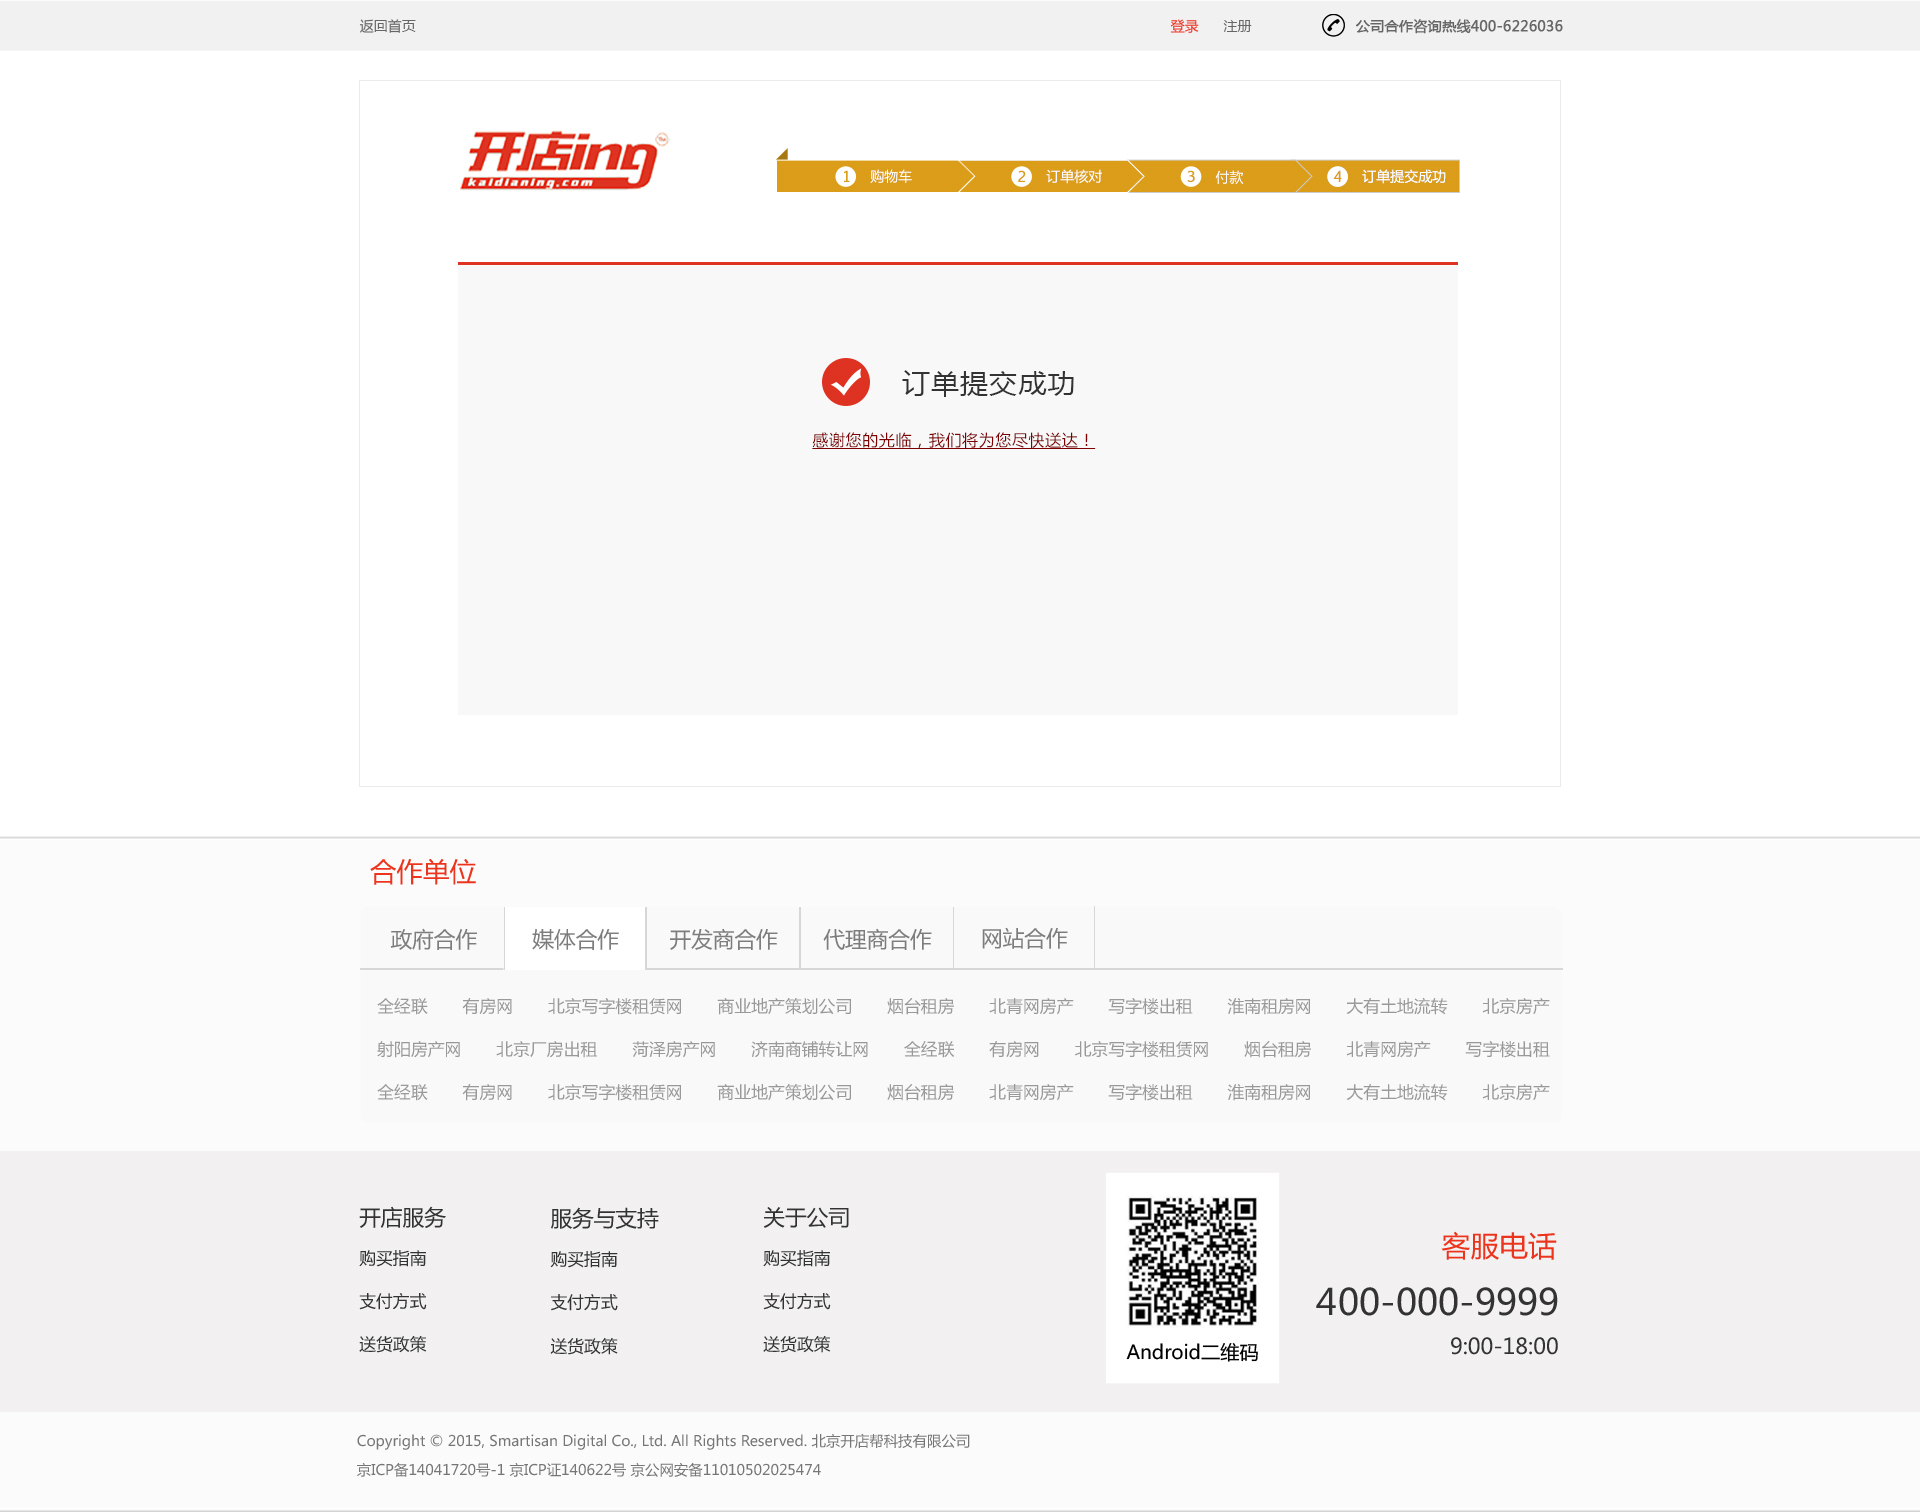 返回首页 登录 注册 公司合作咨询热线400-6226036
开店ing
kaidianing.com
1 购物车 2 订单核对 3 付款 4 订单提交成功
订单提交成功
感谢您的光临，我们将为您尽快送达！
合作单位
政府合作 媒体合作 开发商合作 代理商合作 网站合作
全经联 有房网 北京写字楼租赁网 商业地产策划公司 烟台租房 北青网房产 写字楼出租 淮南租房网 大有土地流转 北京房产
射阳房产网 北京厂房出租 菏泽房产网 济南商铺转让网 全经联 有房网 北京写字楼租赁网 烟台租房 北青网房产 写字楼出租
全经联 有房网 北京写字楼租赁网 商业地产策划公司 烟台租房 北青网房产 写字楼出租 淮南租房网 大有土地流转 北京房产
开店服务
购买指南
支付方式
送货政策
服务与支持
购买指南
支付方式
送货政策
关于公司
购买指南
支付方式
送货政策
Android二维码
客服电话
400-000-9999
9:00-18:00
Copyright © 2015, Smartisan Digital Co., Ltd. All Rights Reserved. 北京开店帮科技有限公司
京ICP备14041720号-1 京ICP证140622号 京公网安备11010502025474